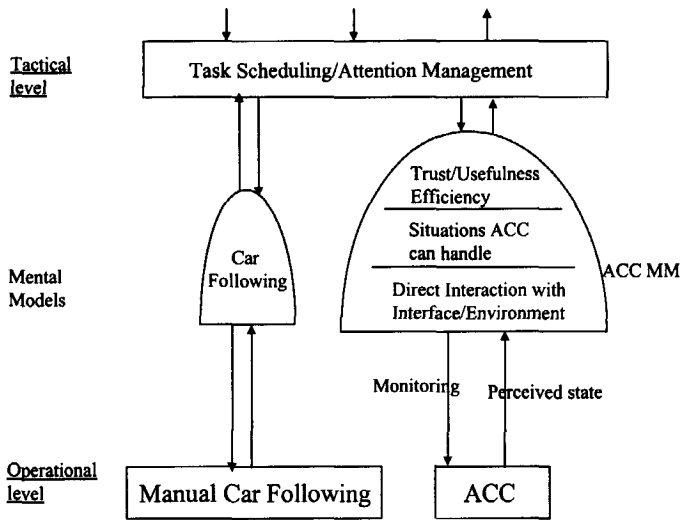 Tactical
level
Task Scheduling/Attention Management
Trust/Usefulness
Efficiency
Situations ACC
can handle
Direct Interaction with
Interface/Environment
ACC MM
Car
Following
Mental
Models
Monitoring
Perceived state
Operational
level
Manual Car Following
ACC